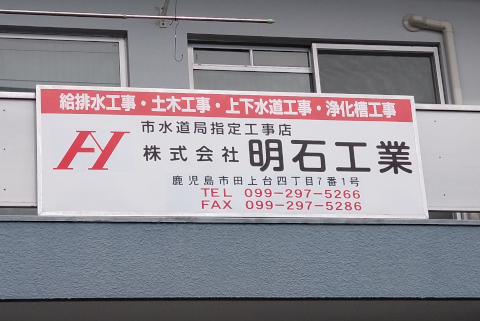 給排水工事・土木工事・上下水道工事・浄化槽工事
市水道局指定工事店
株式会社 明石工業
鹿児島市田上台四丁目7番1号
TEL 099-297-5266
FAX 099-297-5286